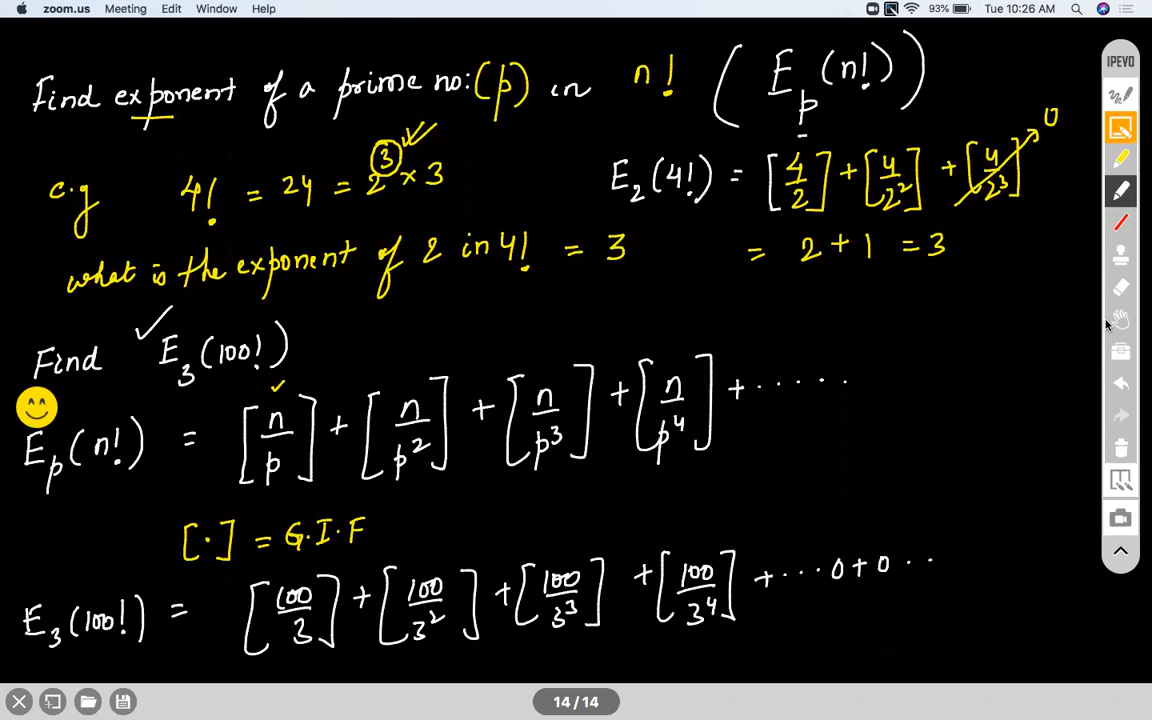 zoom.us Meeting Edit Window Help 93% Tue 10:26 AM
IPEVO
Find exponent of a prime no: (p) in n! ( E_p (n!) )
e.g 4! = 24 = 2^3 × 3
E_2(4!) = [4/2] + [4/2^2] + [4/2^3] 0
what is the exponent of 2 in 4! = 3
= 2 + 1 = 3
Find ✓ E_3(100!)
E_p(n!) = [n/p] + [n/p^2] + [n/p^3] + [n/p^4] + ......
[·] = G.I.F
E_3(100!) = [100/3] + [100/3^2] + [100/3^3] + [100/3^4] + ... 0 + 0 ..
14 / 14